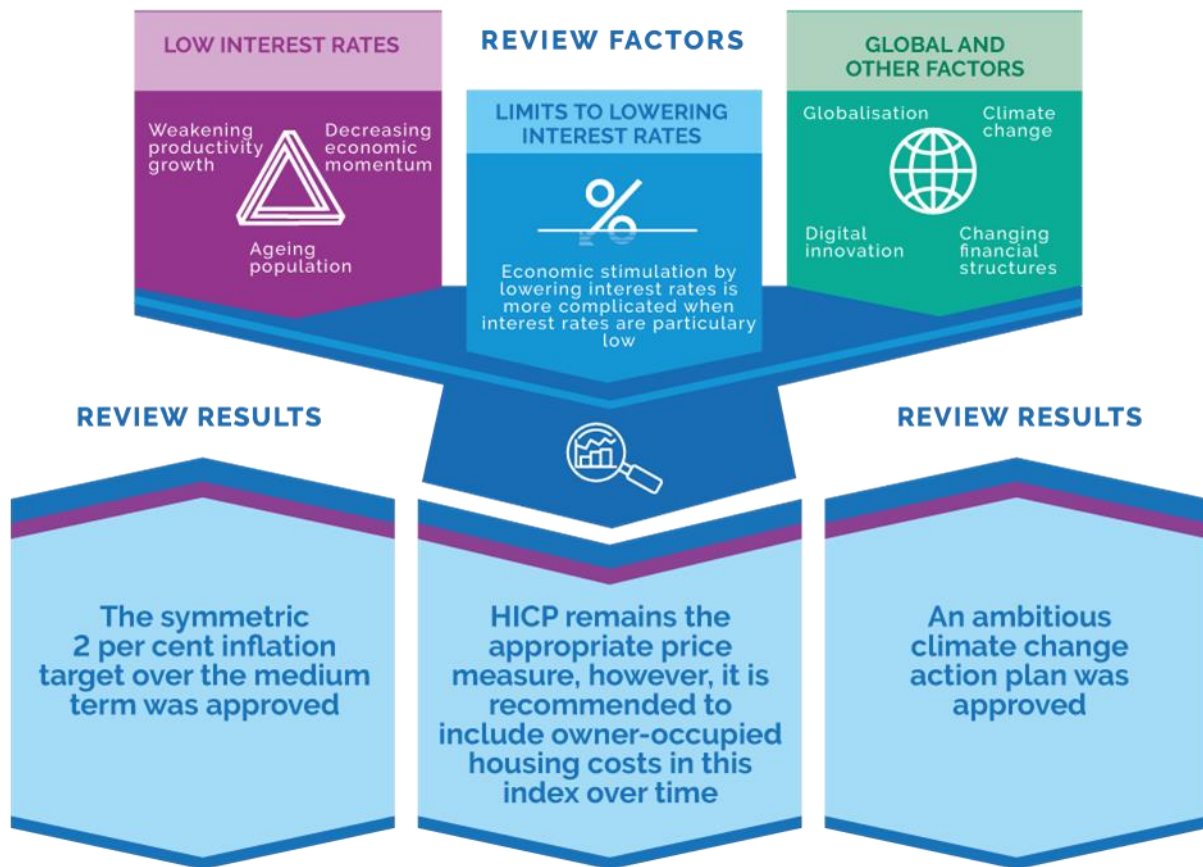 REVIEW FACTORS
LOW INTEREST RATES
Weakening
productivity
growth
Decreasing
economic
momentum
Ageing
population
LIMITS TO LOWERING
INTEREST RATES
%
Economic stimulation by
lowering interest rates is
more complicated when
interest rates are particulary
low
GLOBAL AND
OTHER FACTORS
Globalisation
Climate
change
Digital
innovation
Changing
financial
structures
REVIEW RESULTS
REVIEW RESULTS
The symmetric
2 per cent inflation
target over the medium
term was approved
HICP remains the
appropriate price
measure, however, it is
recommended to
include owner-occupied
housing costs in this
index over time
An ambitious
climate change
action plan was
approved